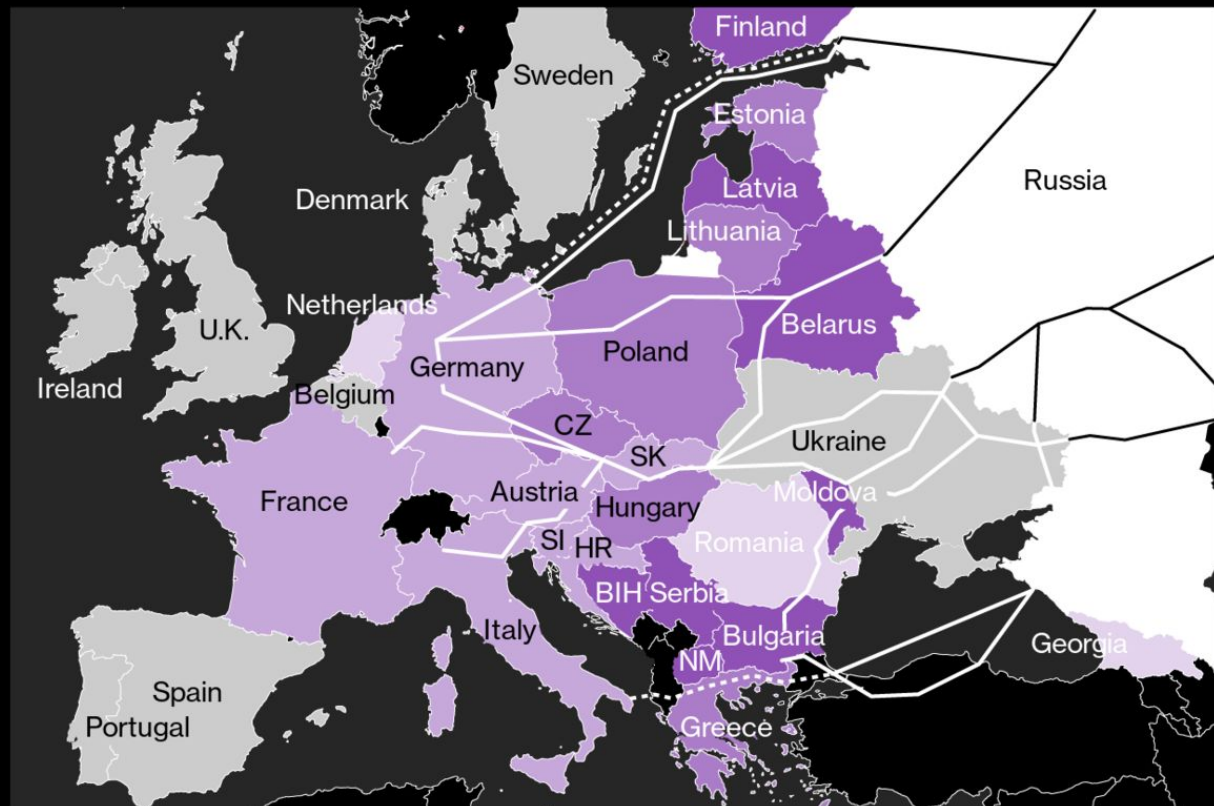 Finland
Sweden
Estonia
Russia
Denmark
Latvia
Lithuania
Netherlands
U.K.
Belarus
Ireland
Germany
Poland
Belgium
CZ
Ukraine
SK
France
Austria
Moldova
Hungary
SI
HR
Romania
BIH
Serbia
Italy
Bulgaria
Georgia
NM
Spain
Portugal
Greece